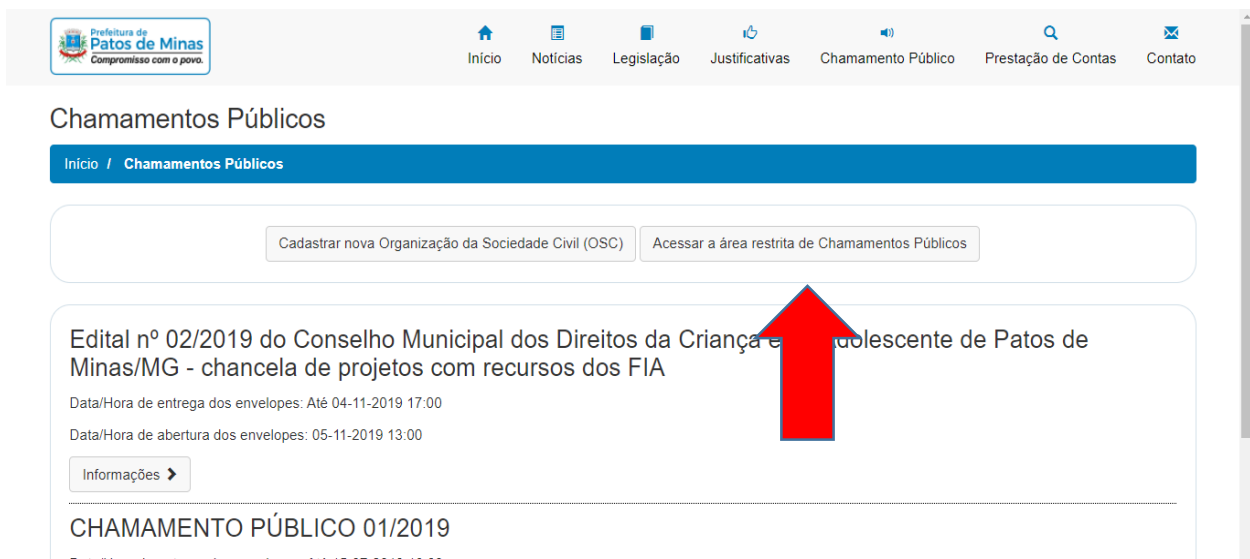 Prefeitura de
Patos de Minas
Compromisso com o povo.
Início
Notícias
Legislação
Justificativas
Chamamento Público
Prestação de Contas
Contato
Chamamentos Públicos
Início / Chamamentos Públicos
Cadastrar nova Organização da Sociedade Civil (OSC)
Acessar a área restrita de Chamamentos Públicos
Edital nº 02/2019 do Conselho Municipal dos Direitos da Criança e dolescente de Patos de
Minas/MG - chancela de projetos com recursos dos FIA
Data/Hora de entrega dos envelopes: Até 04-11-2019 17:00
Data/Hora de abertura dos envelopes: 05-11-2019 13:00
Informações
CHAMAMENTO PÚBLICO 01/2019